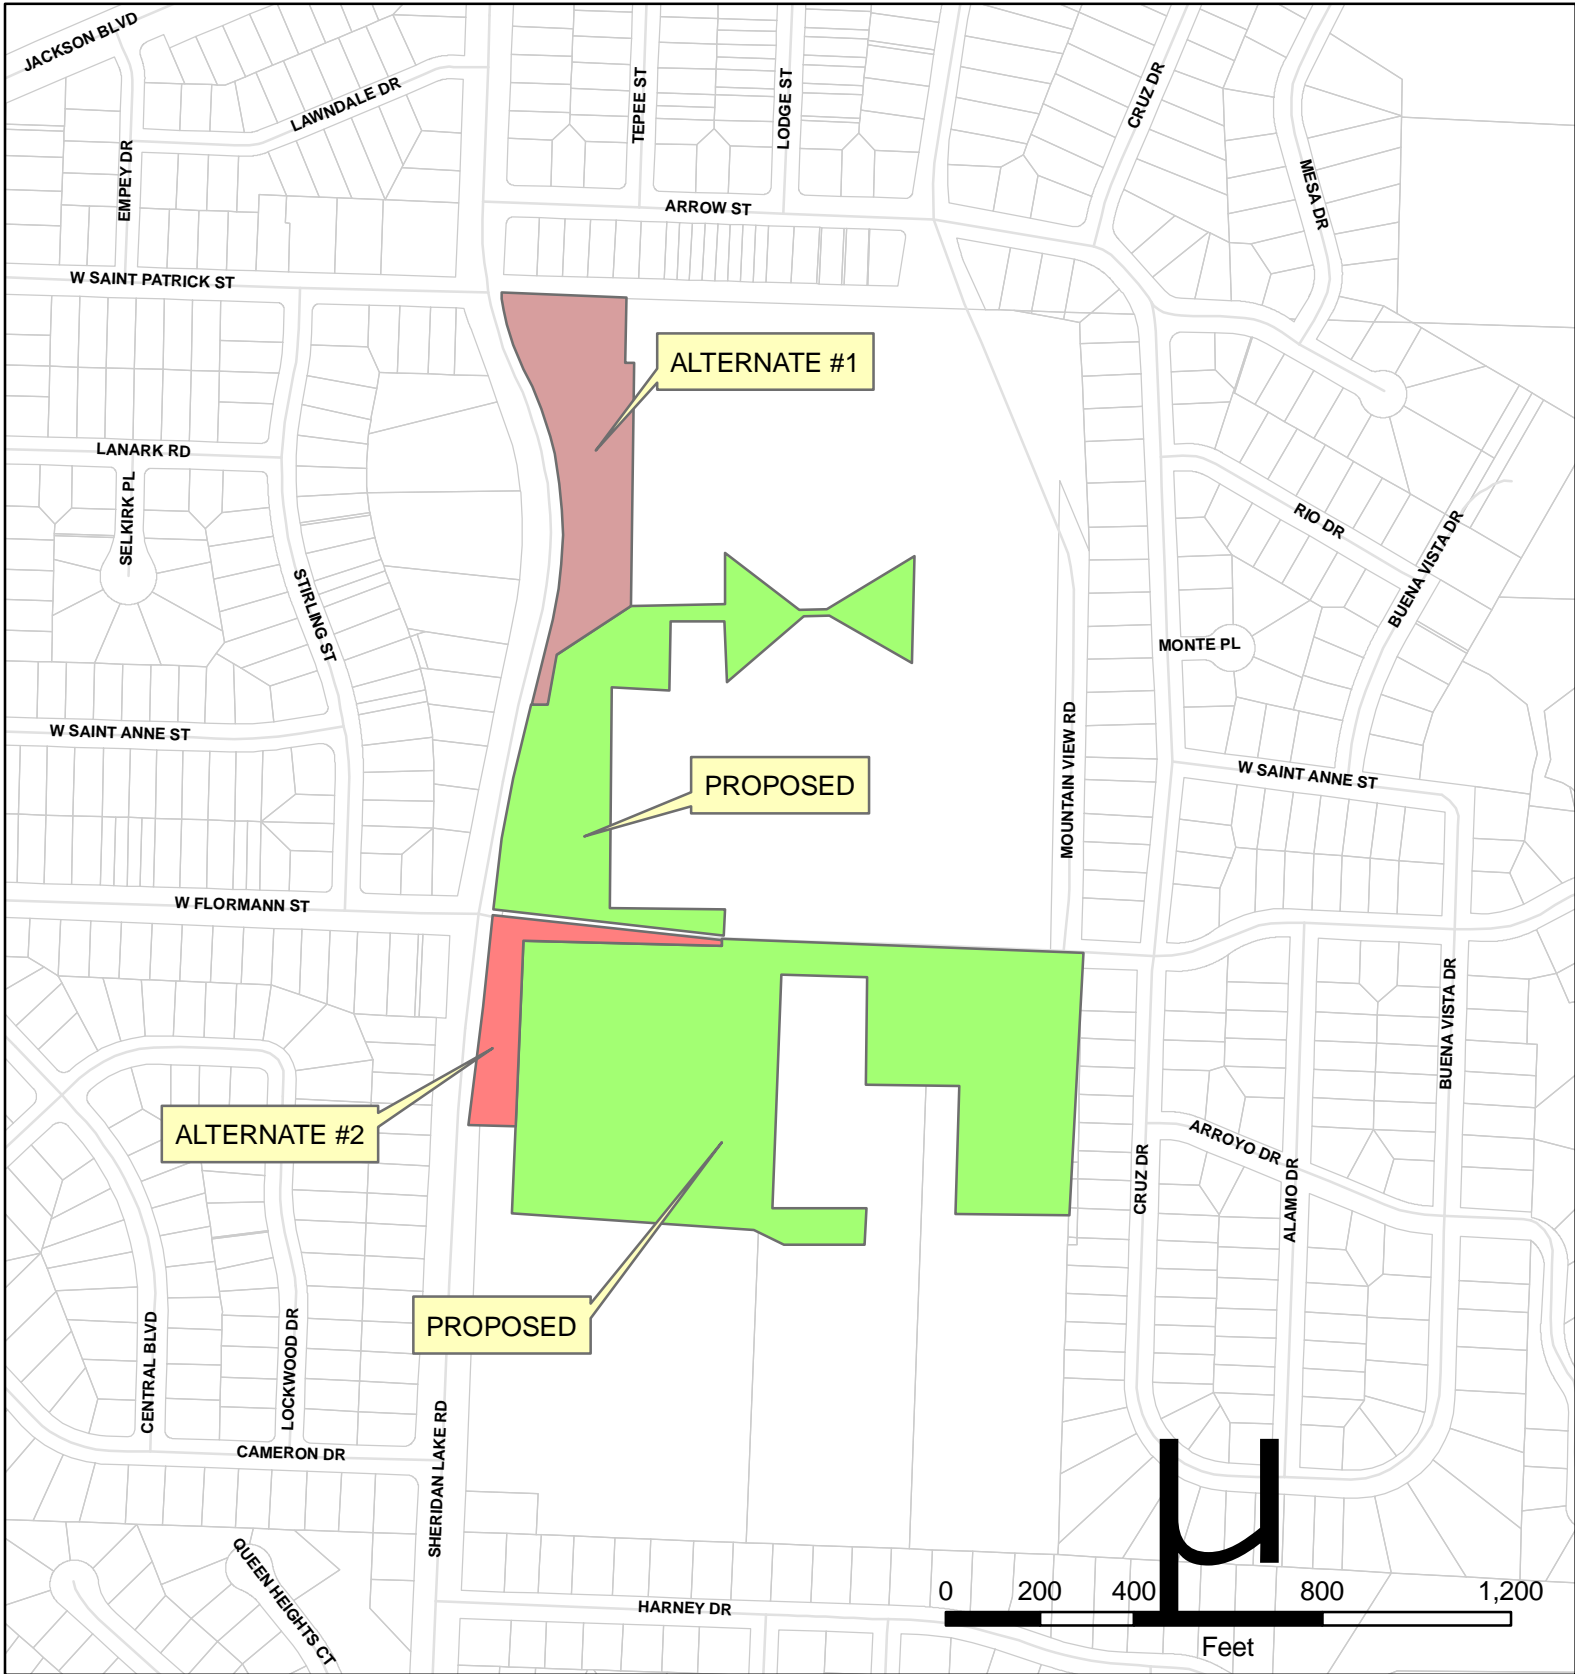 JACKSON BLVD
LAWNDALE DR
EMPEY DR
TEPEE ST
LODGE ST
CRUZ DR
MESA DR
ARROW ST
W SAINT PATRICK ST
ALTERNATE #1
LANARK RD
SELKIRK PL
STIRLING ST
RIO DR
BUENA VISTA DR
MONTE PL
W SAINT ANNE ST
MOUNTAIN VIEW RD
W SAINT ANNE ST
PROPOSED
W FLORMANN ST
BUENA VISTA DR
ALTERNATE #2
ARROYO DR
CRUZ DR
ALAMO DR
PROPOSED
CENTRAL BLVD
LOCKWOOD DR
CAMERON DR
SHERIDAN LAKE RD
QUEEN HEIGHTS CT
HARNEY DR
µ
0 200 400 800 1,200
Feet